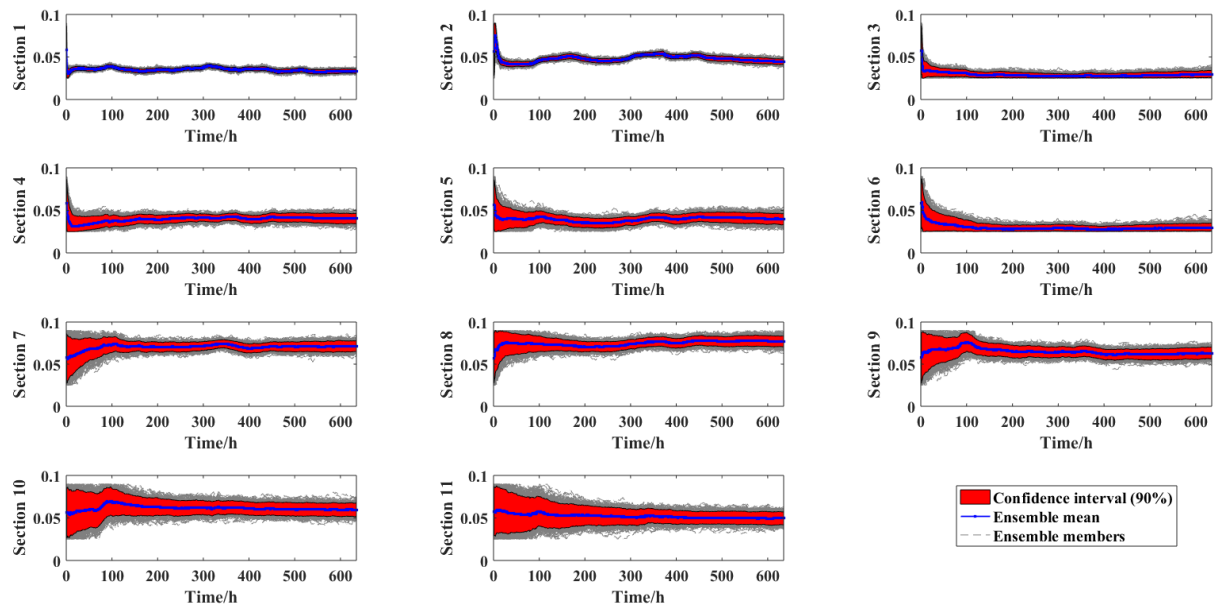 Section 1
0.1
0.05
0
0 100 200 300 400 500 600
Time/h
Section 2
0.1
0.05
0
0 100 200 300 400 500 600
Time/h
Section 3
0.1
0.05
0
0 100 200 300 400 500 600
Time/h
Section 4
0.1
0.05
0
0 100 200 300 400 500 600
Time/h
Section 5
0.1
0.05
0
0 100 200 300 400 500 600
Time/h
Section 6
0.1
0.05
0
0 100 200 300 400 500 600
Time/h
Section 7
0.1
0.05
0
0 100 200 300 400 500 600
Time/h
Section 8
0.1
0.05
0
0 100 200 300 400 500 600
Time/h
Section 9
0.1
0.05
0
0 100 200 300 400 500 600
Time/h
Section 10
0.1
0.05
0
0 100 200 300 400 500 600
Time/h
Section 11
0.1
0.05
0
0 100 200 300 400 500 600
Time/h
Confidence interval (90%)
Ensemble mean
Ensemble members